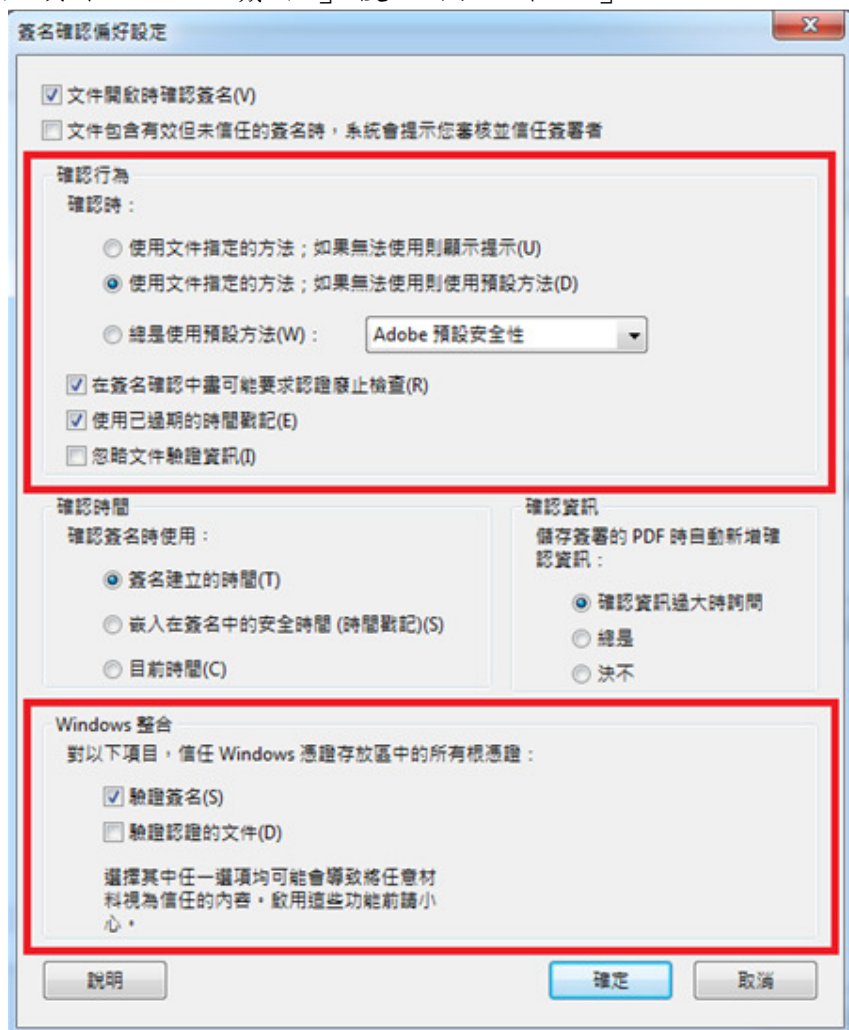 簽名確認偏好設定
文件開啟時確認簽名(V)
文件包含有效但未信任的簽名時，系統會提示您審核並信任簽署者
確認行為
確認時：
使用文件指定的方法；如果無法使用則顯示提示(U)
使用文件指定的方法；如果無法使用則使用預設方法(D)
總是使用預設方法(W)： Adobe 預設安全性
在簽名確認中盡可能要求認證廢止檢查(R)
使用已過期的時間戳記(E)
忽略文件驗證資訊(I)
確認時間
確認簽名時使用：
簽名建立的時間(T)
嵌入在簽名中的安全時間 (時間戳記)(S)
目前時間(C)
確認資訊
儲存簽署的 PDF 時自動新增確
認資訊：
確認資訊過大時詢問
總是
決不
Windows 整合
對以下項目，信任 Windows 憑證存放區中的所有根憑證：
驗證簽名(S)
驗證認證的文件(D)
選擇其中任一選項均可能會導致將任意材
料視為信任的內容。啟用這些功能前請小
心。
說明
確定
取消